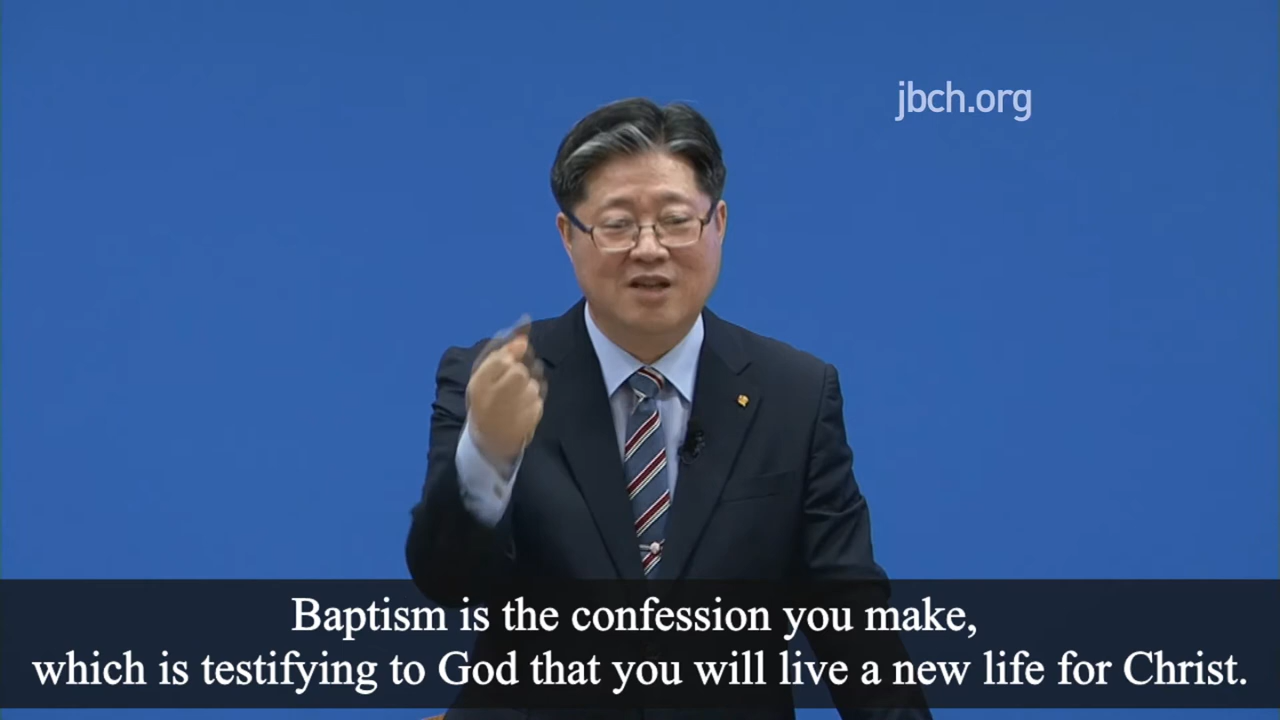 jbch.org
Baptism is the confession you make,
which is testifying to God that you will live a new life for Christ.